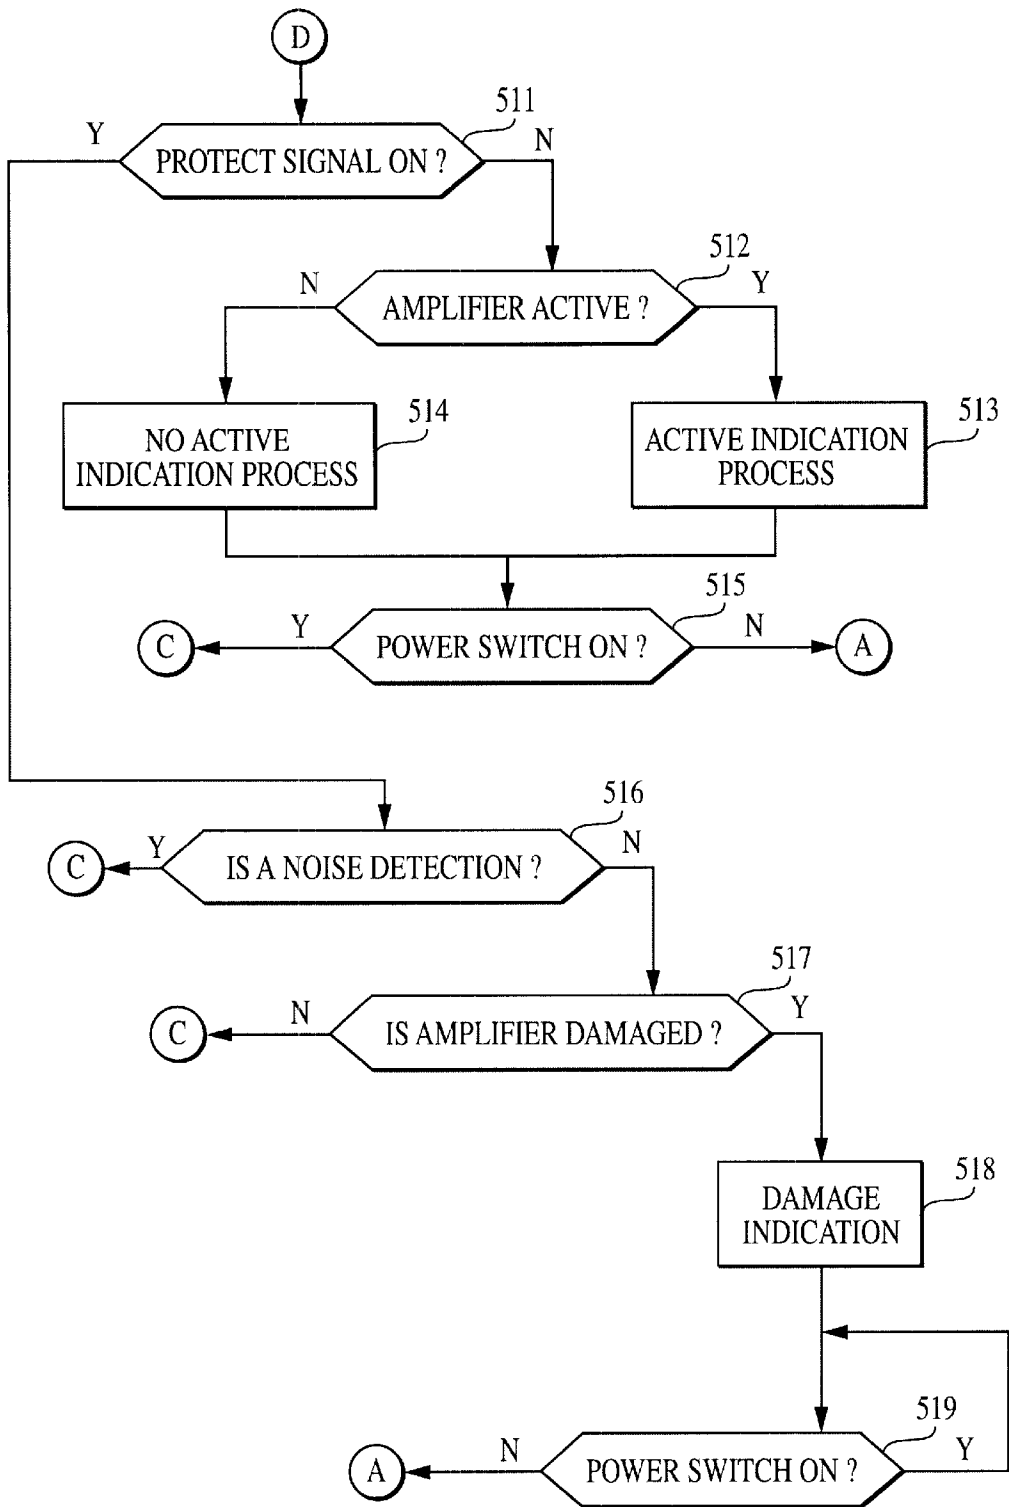 D
511
Y
N
PROTECT SIGNAL ON ?
512
N
Y
AMPLIFIER ACTIVE ?
514
513
NO ACTIVE
INDICATION PROCESS
ACTIVE INDICATION
PROCESS
515
C
Y
POWER SWITCH ON ?
N
A
516
C
Y
IS A NOISE DETECTION ?
N
517
C
N
IS AMPLIFIER DAMAGED ?
Y
518
DAMAGE
INDICATION
519
A
N
POWER SWITCH ON ?
Y